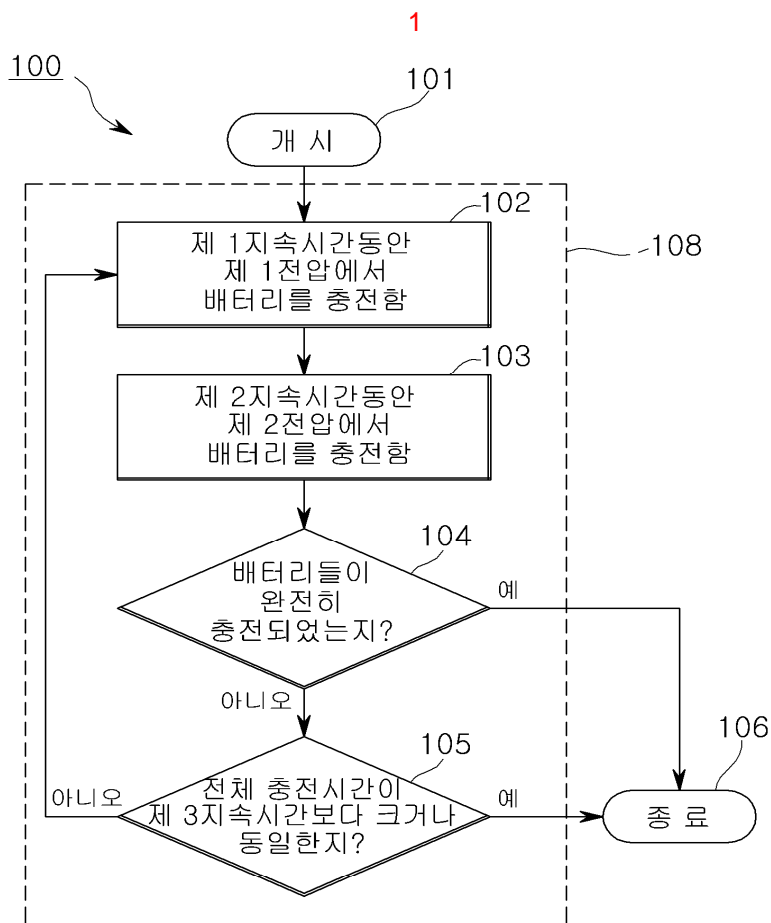 1
100
101
개 시
102
제 1지속시간동안
제 1전압에서
배터리를 충전함
108
103
제 2지속시간동안
제 2전압에서
배터리를 충전함
104
배터리들이
완전히
충전되었는지?
예
아니오
105
전체 충전시간이
제 3지속시간보다 크거나
동일한지?
아니오
예
106
종 료